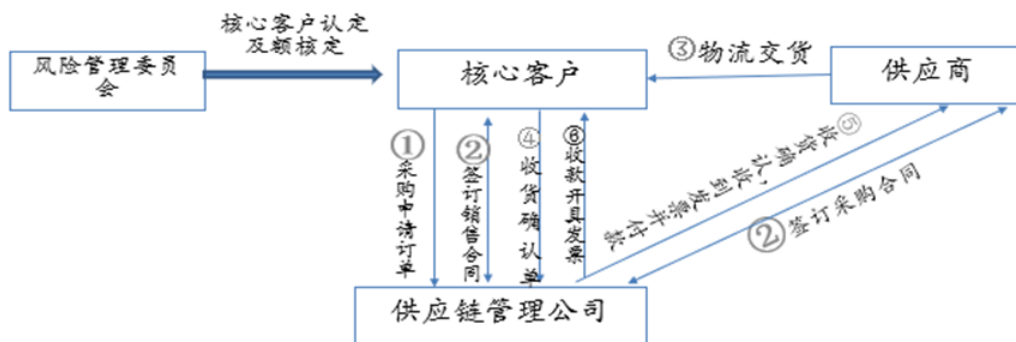 核心客户认定
及额核定
风险管理委员
会
核心客户
③物流交货
供应商
①采购申请订单
②签订销售合同
④收货确认单
⑥收款开具发票
⑤收货确认,收到发票并付款
②签订采购合同
供应链管理公司